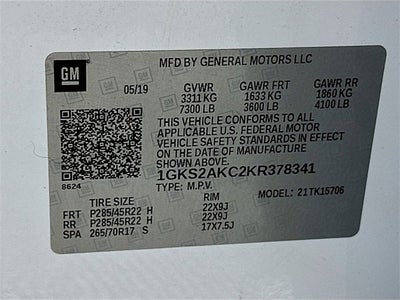 GM
MFD BY GENERAL MOTORS LLC
05/19 GVWR GAWR FRT GAWR RR
3311 KG 1633 KG 1860 KG
7300 LB 3600 LB 4100 LB
THIS VEHICLE CONFORMS TO ALL
APPLICABLE U.S. FEDERAL MOTOR
VEHICLE SAFETY STANDARDS IN EFFECT
ON THE DATE OF MANUFACTURE
SHOWN ABOVE.
1GKS2AKC2KR378341
8624 TYPE: M.P.V. MODEL: 21TK15706
TIRE SIZE RIM
FRT P285/45R22 H 22X9J
RR P285/45R22 H 22X9J
SPA 265/70R17 S 17X7.5J